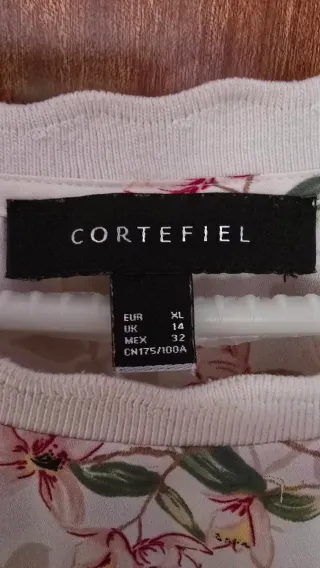 CORTEFIEL
EUR XL
UK 14
MEX 32
CN175/100A